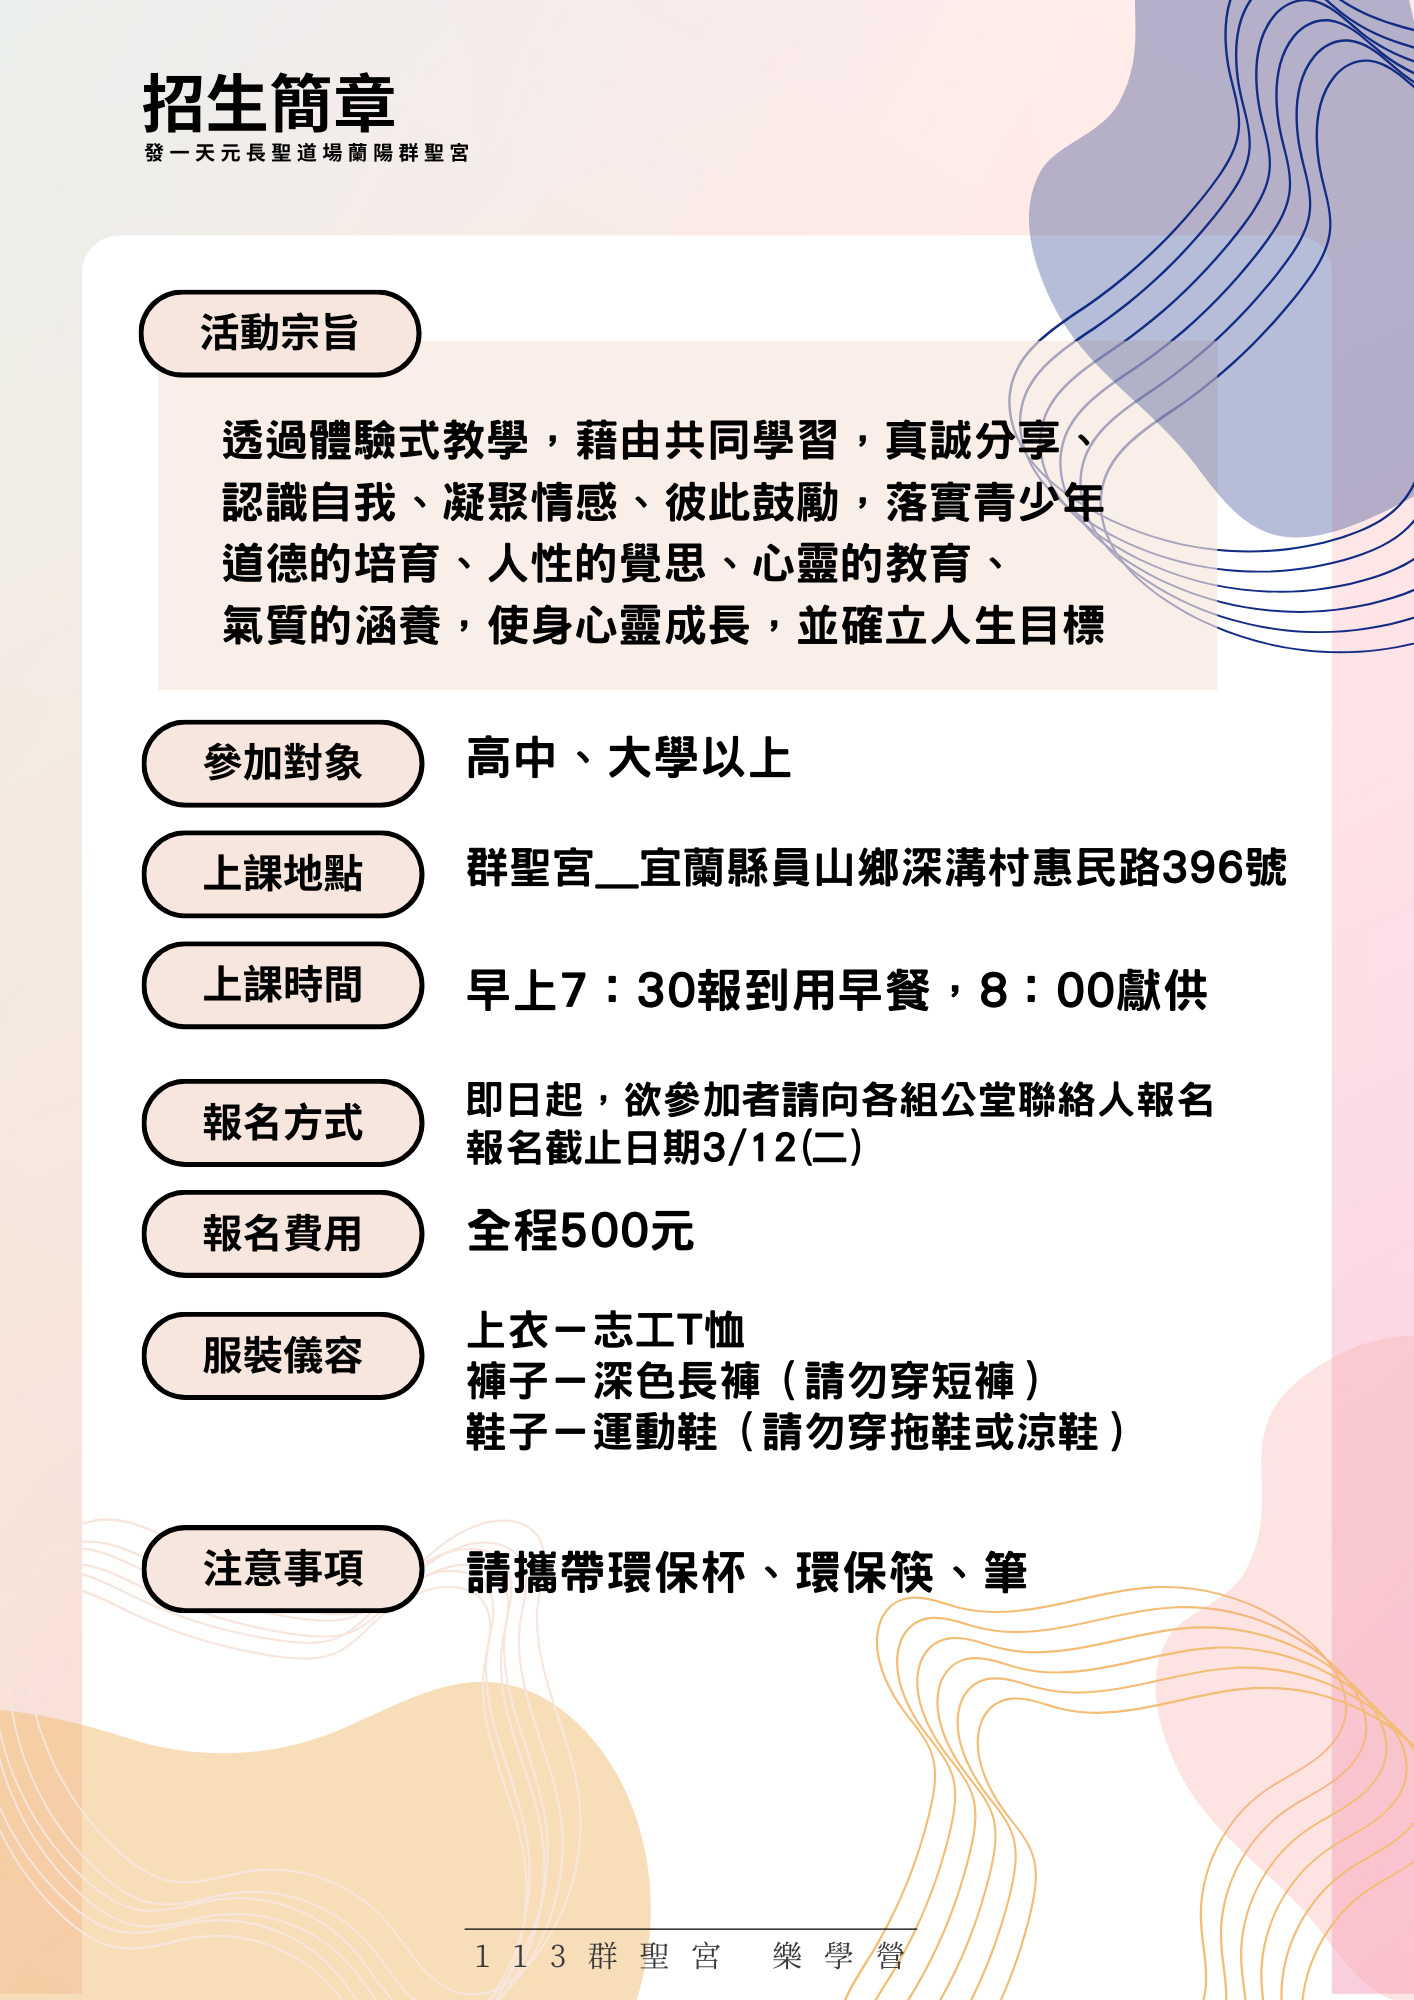 招生簡章
發一天元長聖道場蘭陽群聖宮
活動宗旨
透過體驗式教學，藉由共同學習，真誠分享、
認識自我、凝聚情感、彼此鼓勵，落實青少年
道德的培育、人性的覺思、心靈的教育、
氣質的涵養，使身心靈成長，並確立人生目標
參加對象
高中、大學以上
上課地點
群聖宮__宜蘭縣員山鄉深溝村惠民路396號
上課時間
早上7：30報到用早餐，8：00獻供
報名方式
即日起，欲參加者請向各組公堂聯絡人報名
報名截止日期3/12(二)
報名費用
全程500元
服裝儀容
上衣－志工T恤
褲子－深色長褲（請勿穿短褲）
鞋子－運動鞋（請勿穿拖鞋或涼鞋）
注意事項
請攜帶環保杯、環保筷、筆
113群聖宮 樂學營